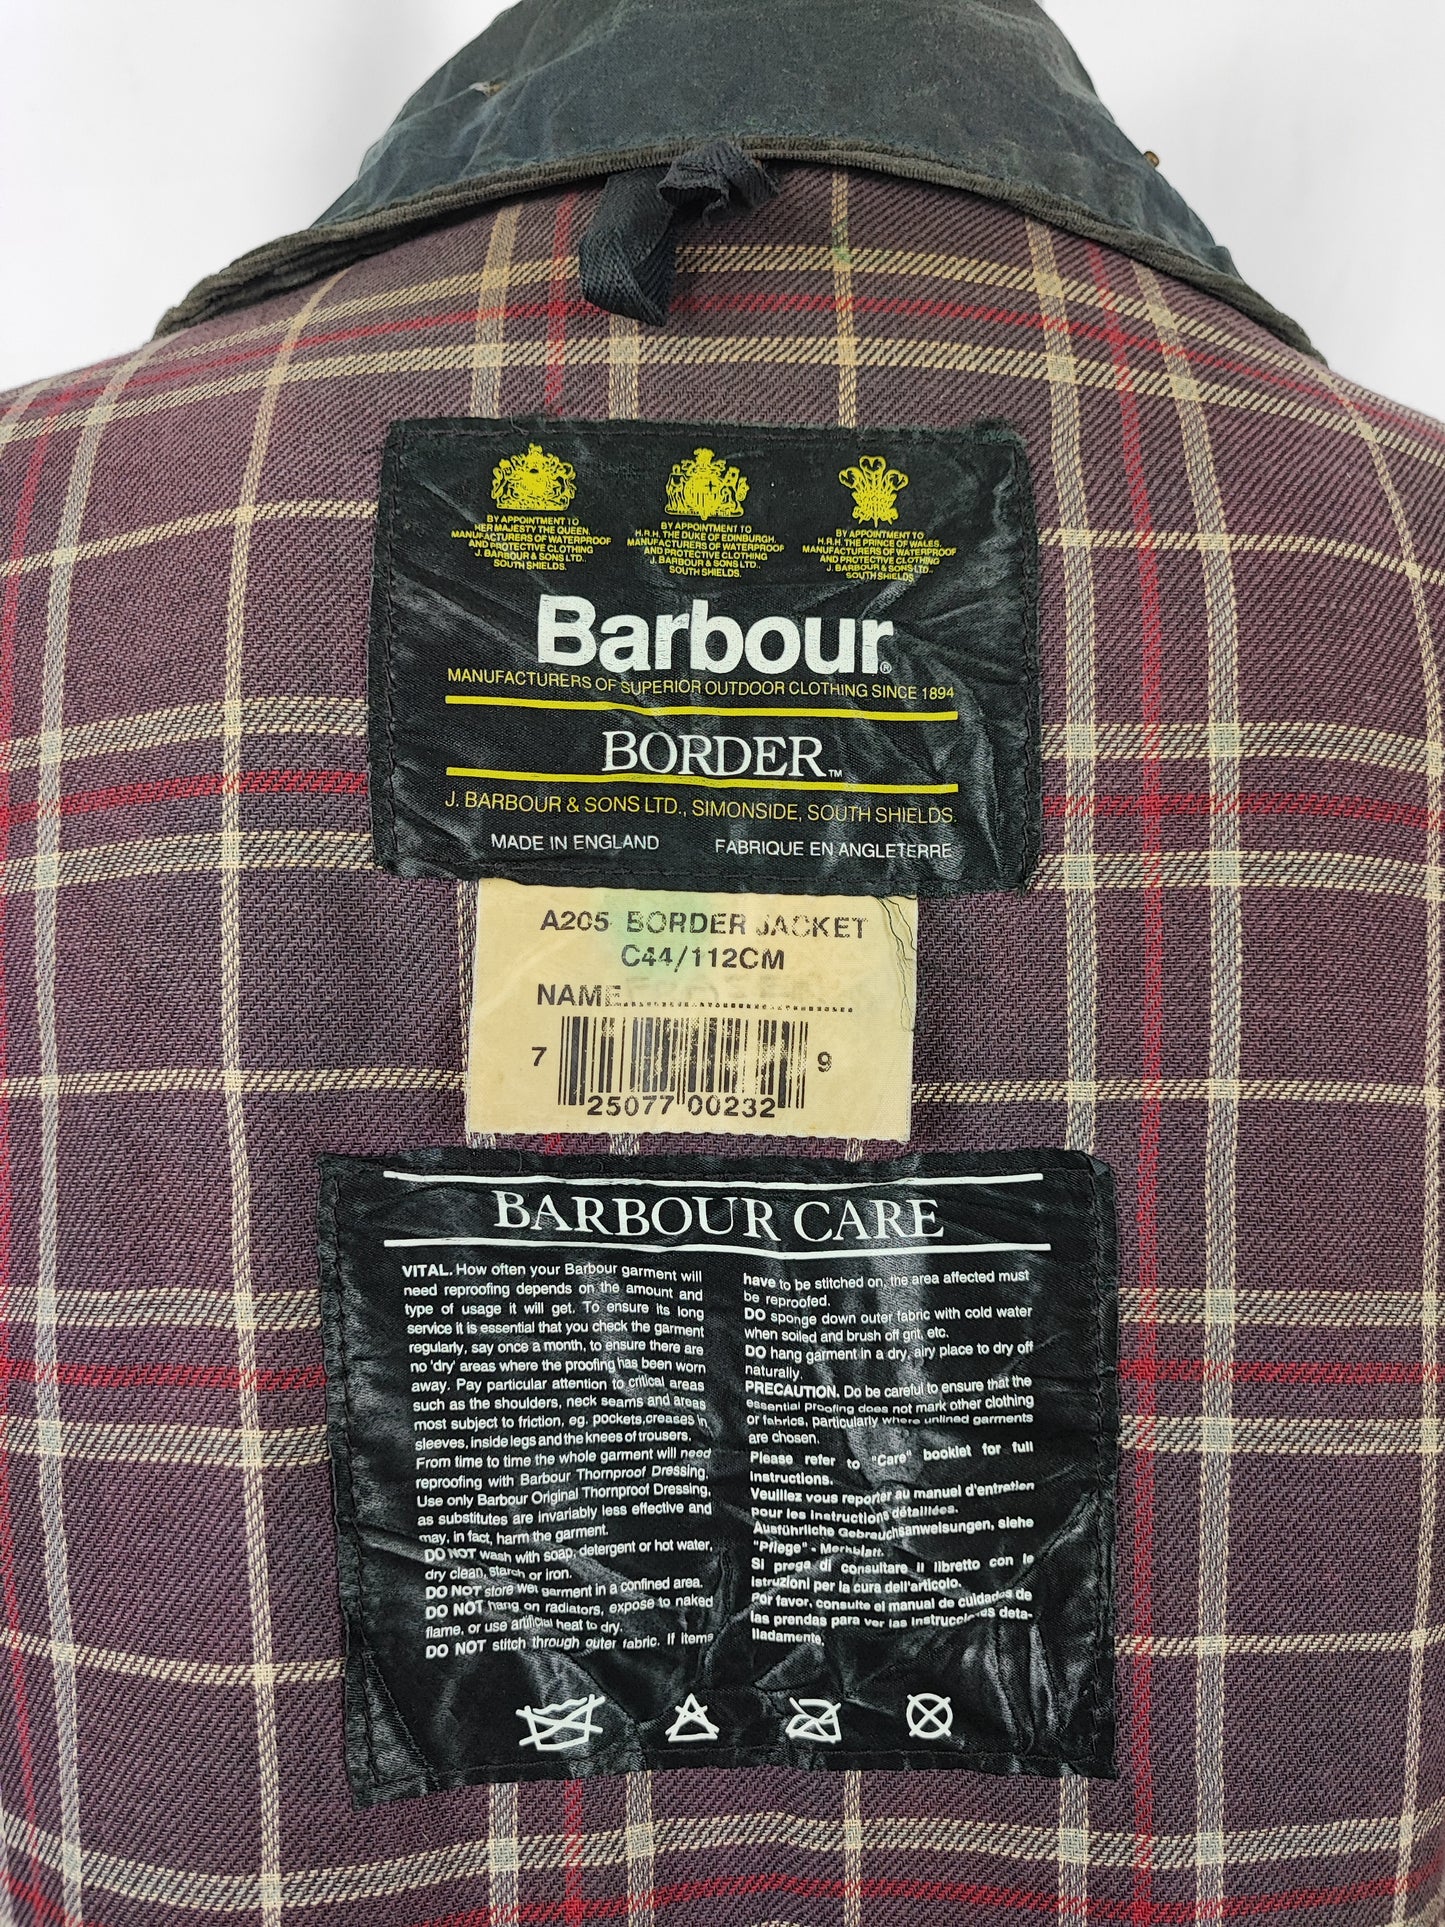 BY APPOINTMENT TO
HER MAJESTY THE QUEEN.
MANUFACTURERS OF WATERPROOF
AND PROTECTIVE CLOTHING
J. BARBOUR & SONS LTD.,
SOUTH SHIELDS.
BY APPOINTMENT TO
H.R.H. THE DUKE OF EDINBURGH.
MANUFACTURERS OF WATERPROOF
AND PROTECTIVE CLOTHING
J. BARBOUR & SONS LTD.,
SOUTH SHIELDS.
BY APPOINTMENT TO
H.R.H. THE PRINCE OF WALES.
MANUFACTURERS OF WATERPROOF
AND PROTECTIVE CLOTHING
J. BARBOUR & SONS LTD.,
SOUTH SHIELDS.
Barbour®
MANUFACTURERS OF SUPERIOR OUTDOOR CLOTHING SINCE 1894
BORDER™
J. BARBOUR & SONS LTD., SIMONSIDE, SOUTH SHIELDS.
MADE IN ENGLAND FABRIQUE EN ANGLETERRE
A205 BORDER JACKET
C44/112CM
NAME
7 25077 00232 9
BARBOUR CARE
VITAL. How often your Barbour garment will
need reproofing depends on the amount and
type of usage it will get. To ensure its long
service it is essential that you check the garment
regularly, say once a month, to ensure there are
no 'dry' areas where the proofing has been worn
away. Pay particular attention to critical areas
such as the shoulders, neck seams and areas
most subject to friction, eg. pockets,creases in
sleeves, inside legs and the knees of trousers.
From time to time the whole garment will need
reproofing with Barbour Thornproof Dressing.
Use only Barbour Original Thornproof Dressing,
as substitutes are invariably less effective and
may, in fact, harm the garment.
DO NOT wash with soap, detergent or hot water,
dry clean, starch or iron.
DO NOT store wet garment in a confined area.
DO NOT hang on radiators, expose to naked
flame, or use artificial heat to dry.
DO NOT stitch through outer fabric. If items
have to be stitched on, the area affected must
be reproofed.
DO sponge down outer fabric with cold water
when soiled and brush off grit, etc.
DO hang garment in a dry, airy place to dry off
naturally.
PRECAUTION. Do be careful to ensure that the
essential proofing does not mark other clothing
or fabrics, particularly where unlined garments
are chosen.
Please refer to "Care" booklet for full
instructions.
Veuillez vous reporter au manuel d'entretien
pour les instructions détaillées.
Ausführliche Gebrauchsanweisungen, siehe
"Pflege" - Merkblatt.
Si prega di consultare il libretto con le
istruzioni per la cura dell'articolo.
Por favor, consulte el manual de cuidados de
las prendas para ver las instrucciones deta-
lladamente.